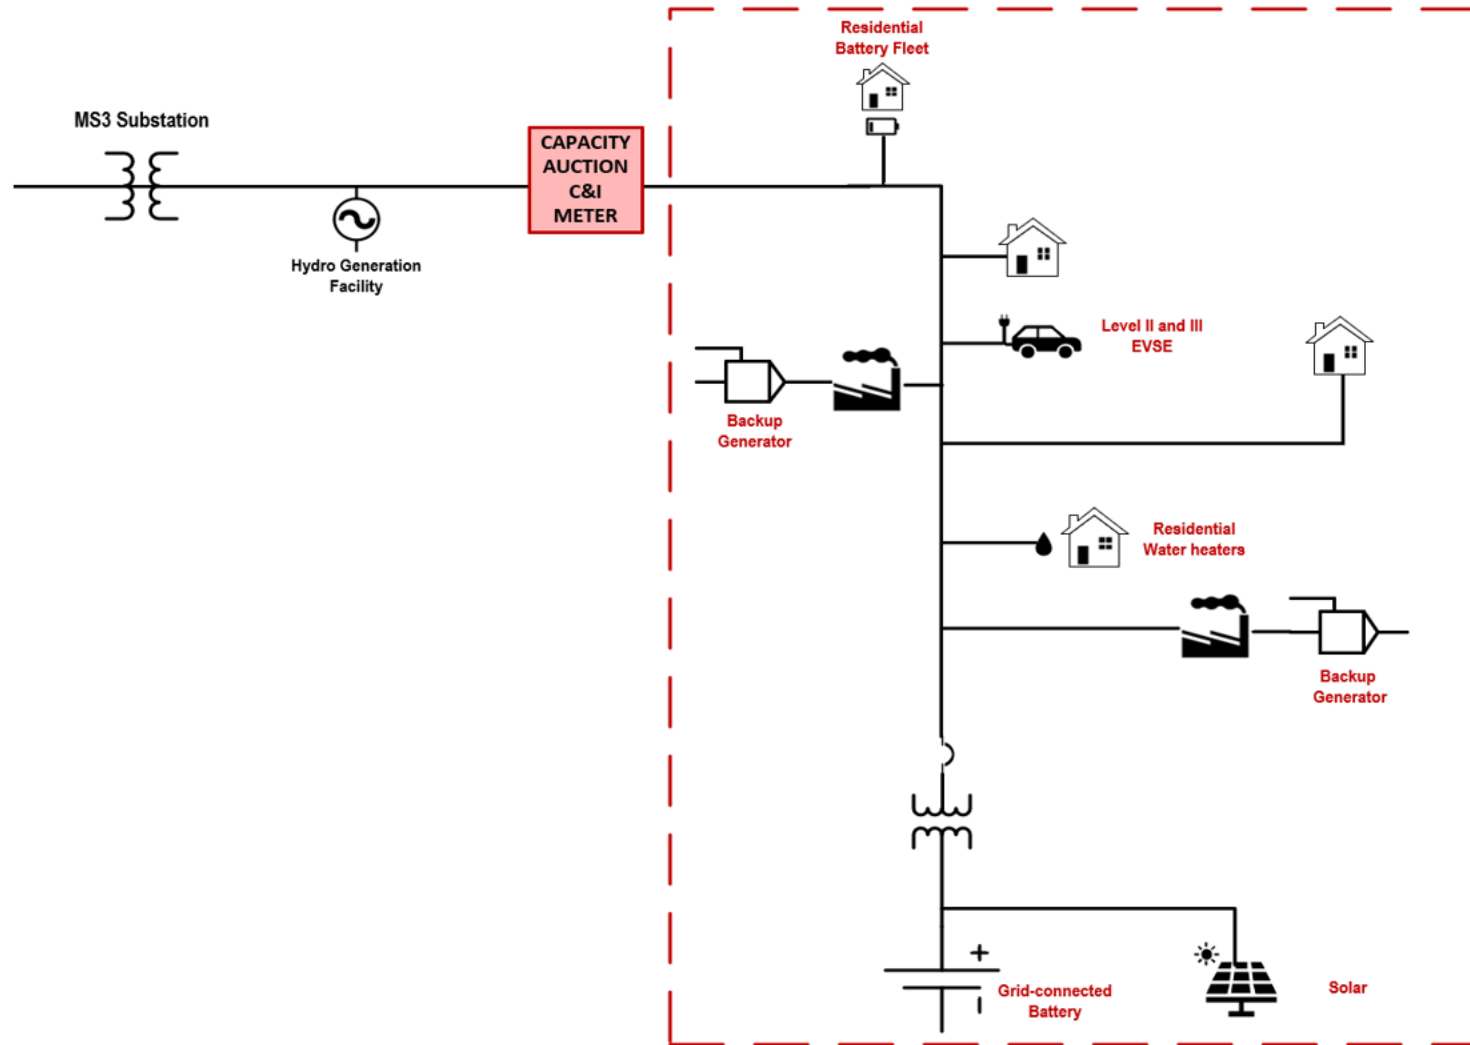 Residential
Battery Fleet
MS3 Substation
CAPACITY
AUCTION
C&I
METER
Hydro Generation
Facility
Level II and III
EVSE
Backup
Generator
Residential
Water heaters
Backup
Generator
Grid-connected
Battery
Solar